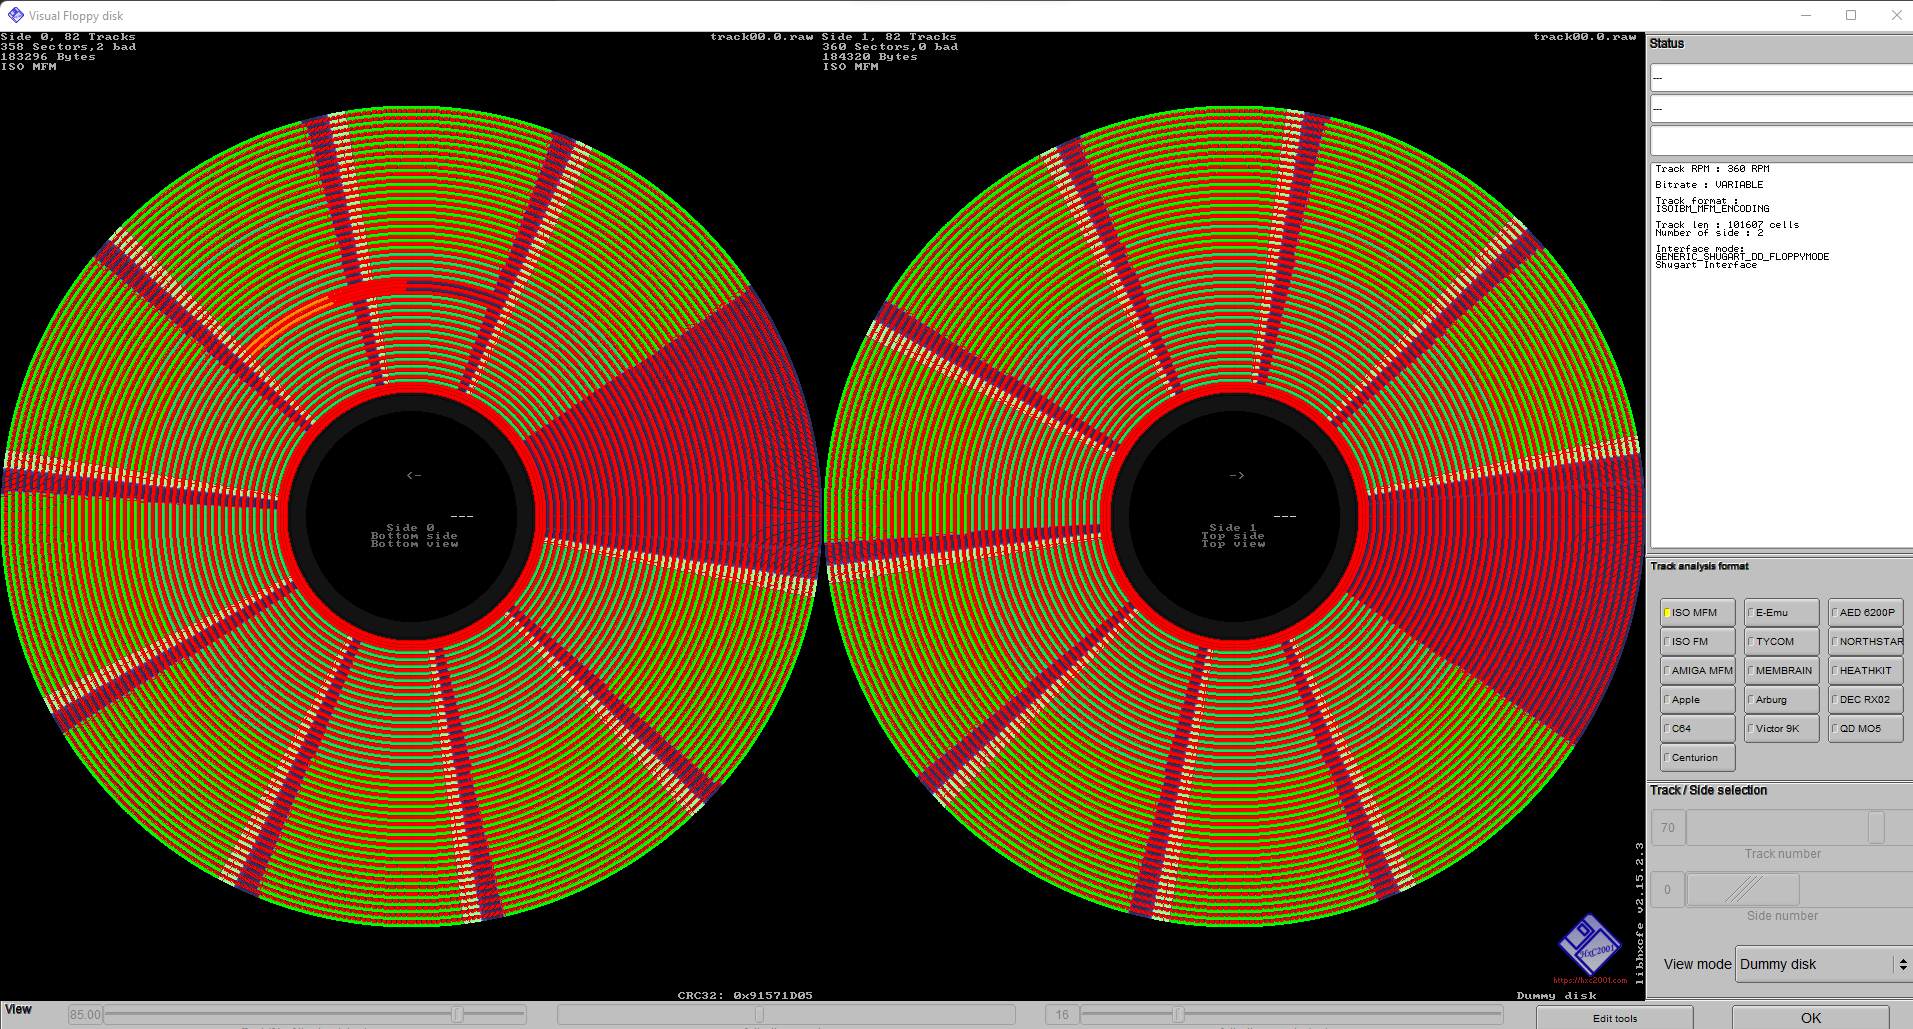 Visual Floppy disk
Side 0, 82 Tracks
358 Sectors,2 bad
183296 Bytes
ISO MFM
track00.0.raw
Side 1, 82 Tracks
360 Sectors,0 bad
184320 Bytes
ISO MFM
track00.0.raw
<-
---
Side 0
Bottom side
Bottom view
->
---
Side 1
Top side
Top view
CRC32: 0x91571D05
HxC2001
https://hxc2001.com
Dummy disk
libhxcfe v2.15.2.3
Status
---
---
Track RPM : 360 RPM
Bitrate : VARIABLE
Track format :
ISOIBM_MFM_ENCODING
Track len : 101607 cells
Number of side : 2
Interface mode:
GENERIC_SHUGART_DD_FLOPPYMODE
Shugart Interface
Track analysis format
ISO MFM
E-Emu
AED 6200P
ISO FM
TYCOM
NORTHSTAR
AMIGA MFM
MEMBRAIN
HEATHKIT
Apple
Arburg
DEC RX02
C64
Victor 9K
QD MO5
Centurion
Track / Side selection
70
Track number
0
Side number
View mode
Dummy disk
View
85.00
16
Edit tools
OK